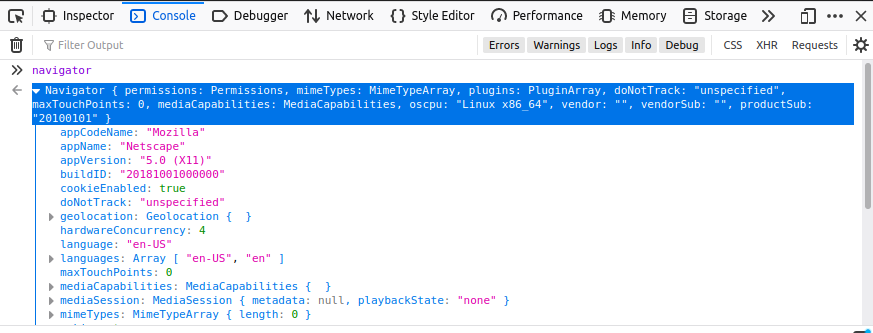 Inspector Console Debugger Network Style Editor Performance Memory Storage
Filter Output Errors Warnings Logs Info Debug CSS XHR Requests
navigator
Navigator { permissions: Permissions, mimeTypes: MimeTypeArray, plugins: PluginArray, doNotTrack: "unspecified",
maxTouchPoints: 0, mediaCapabilities: MediaCapabilities, oscpu: "Linux x86_64", vendor: "", vendorSub: "", productSub:
"20100101" }
appCodeName: "Mozilla"
appName: "Netscape"
appVersion: "5.0 (X11)"
buildID: "20181001000000"
cookieEnabled: true
doNotTrack: "unspecified"
geolocation: Geolocation { }
hardwareConcurrency: 4
language: "en-US"
languages: Array [ "en-US", "en" ]
maxTouchPoints: 0
mediaCapabilities: MediaCapabilities { }
mediaSession: MediaSession { metadata: null, playbackState: "none" }
mimeTypes: MimeTypeArray { length: 0 }